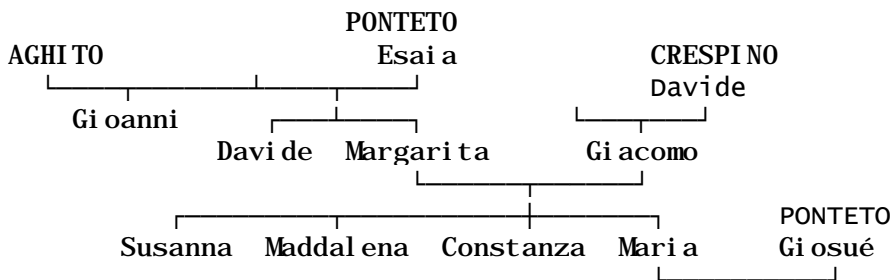 PONTETO
AGHITO Esaia CRESPINO
Davide
Gioanni
Davide Margarita Giacomo
PONTETO
Susanna Maddalena Constanza Maria Giosué